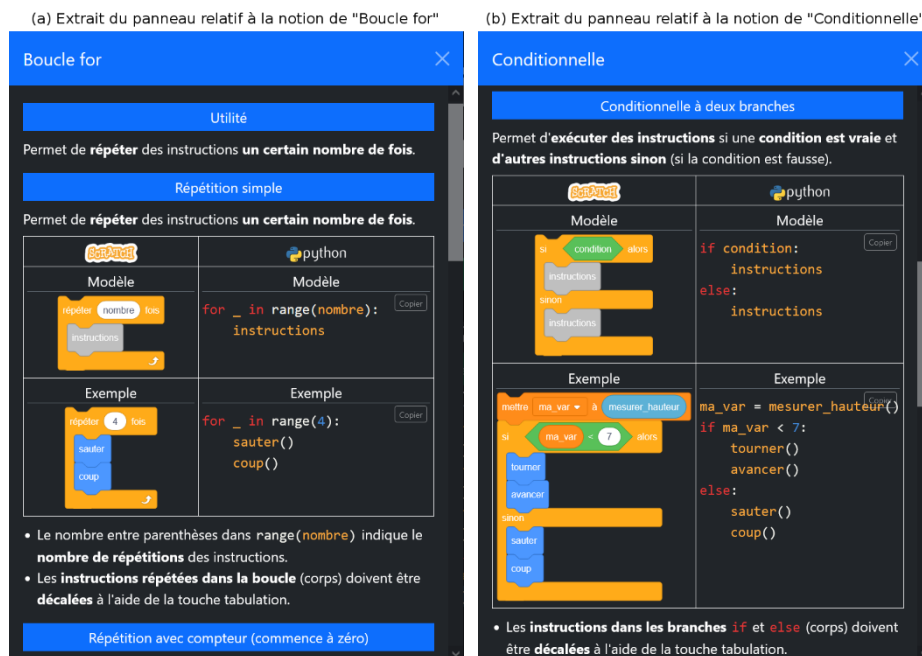 (a) Extrait du panneau relatif à la notion de "Boucle for"
Boucle for
Utilité
Permet de répéter des instructions un certain nombre de fois.
Répétition simple
Permet de répéter des instructions un certain nombre de fois.
SCRATCH
python
Modèle
Modèle
répéter nombre fois
instructions
for _ in range(nombre):
    instructions
Copier
Exemple
Exemple
répéter 4 fois
sauter
coup
for _ in range(4):
    sauter()
    coup()
Copier
• Le nombre entre parenthèses dans range(nombre) indique le
nombre de répétitions des instructions.
• Les instructions répétées dans la boucle (corps) doivent être
décalées à l'aide de la touche tabulation.
Répétition avec compteur (commence à zéro)
(b) Extrait du panneau relatif à la notion de "Conditionnelle"
Conditionnelle
Conditionnelle à deux branches
Permet d'exécuter des instructions si une condition est vraie et
d'autres instructions sinon (si la condition est fausse).
SCRATCH
python
Modèle
Modèle
si condition alors
instructions
sinon
instructions
if condition:
    instructions
else:
    instructions
Copier
Exemple
Exemple
mettre ma_var à mesurer_hauteur
si ma_var < 7 alors
tourner
avancer
sinon
sauter
coup
ma_var = mesurer_hauteur()
if ma_var < 7:
    tourner()
    avancer()
else:
    sauter()
    coup()
Copier
• Les instructions dans les branches if et else (corps) doivent
être décalées à l'aide de la touche tabulation.